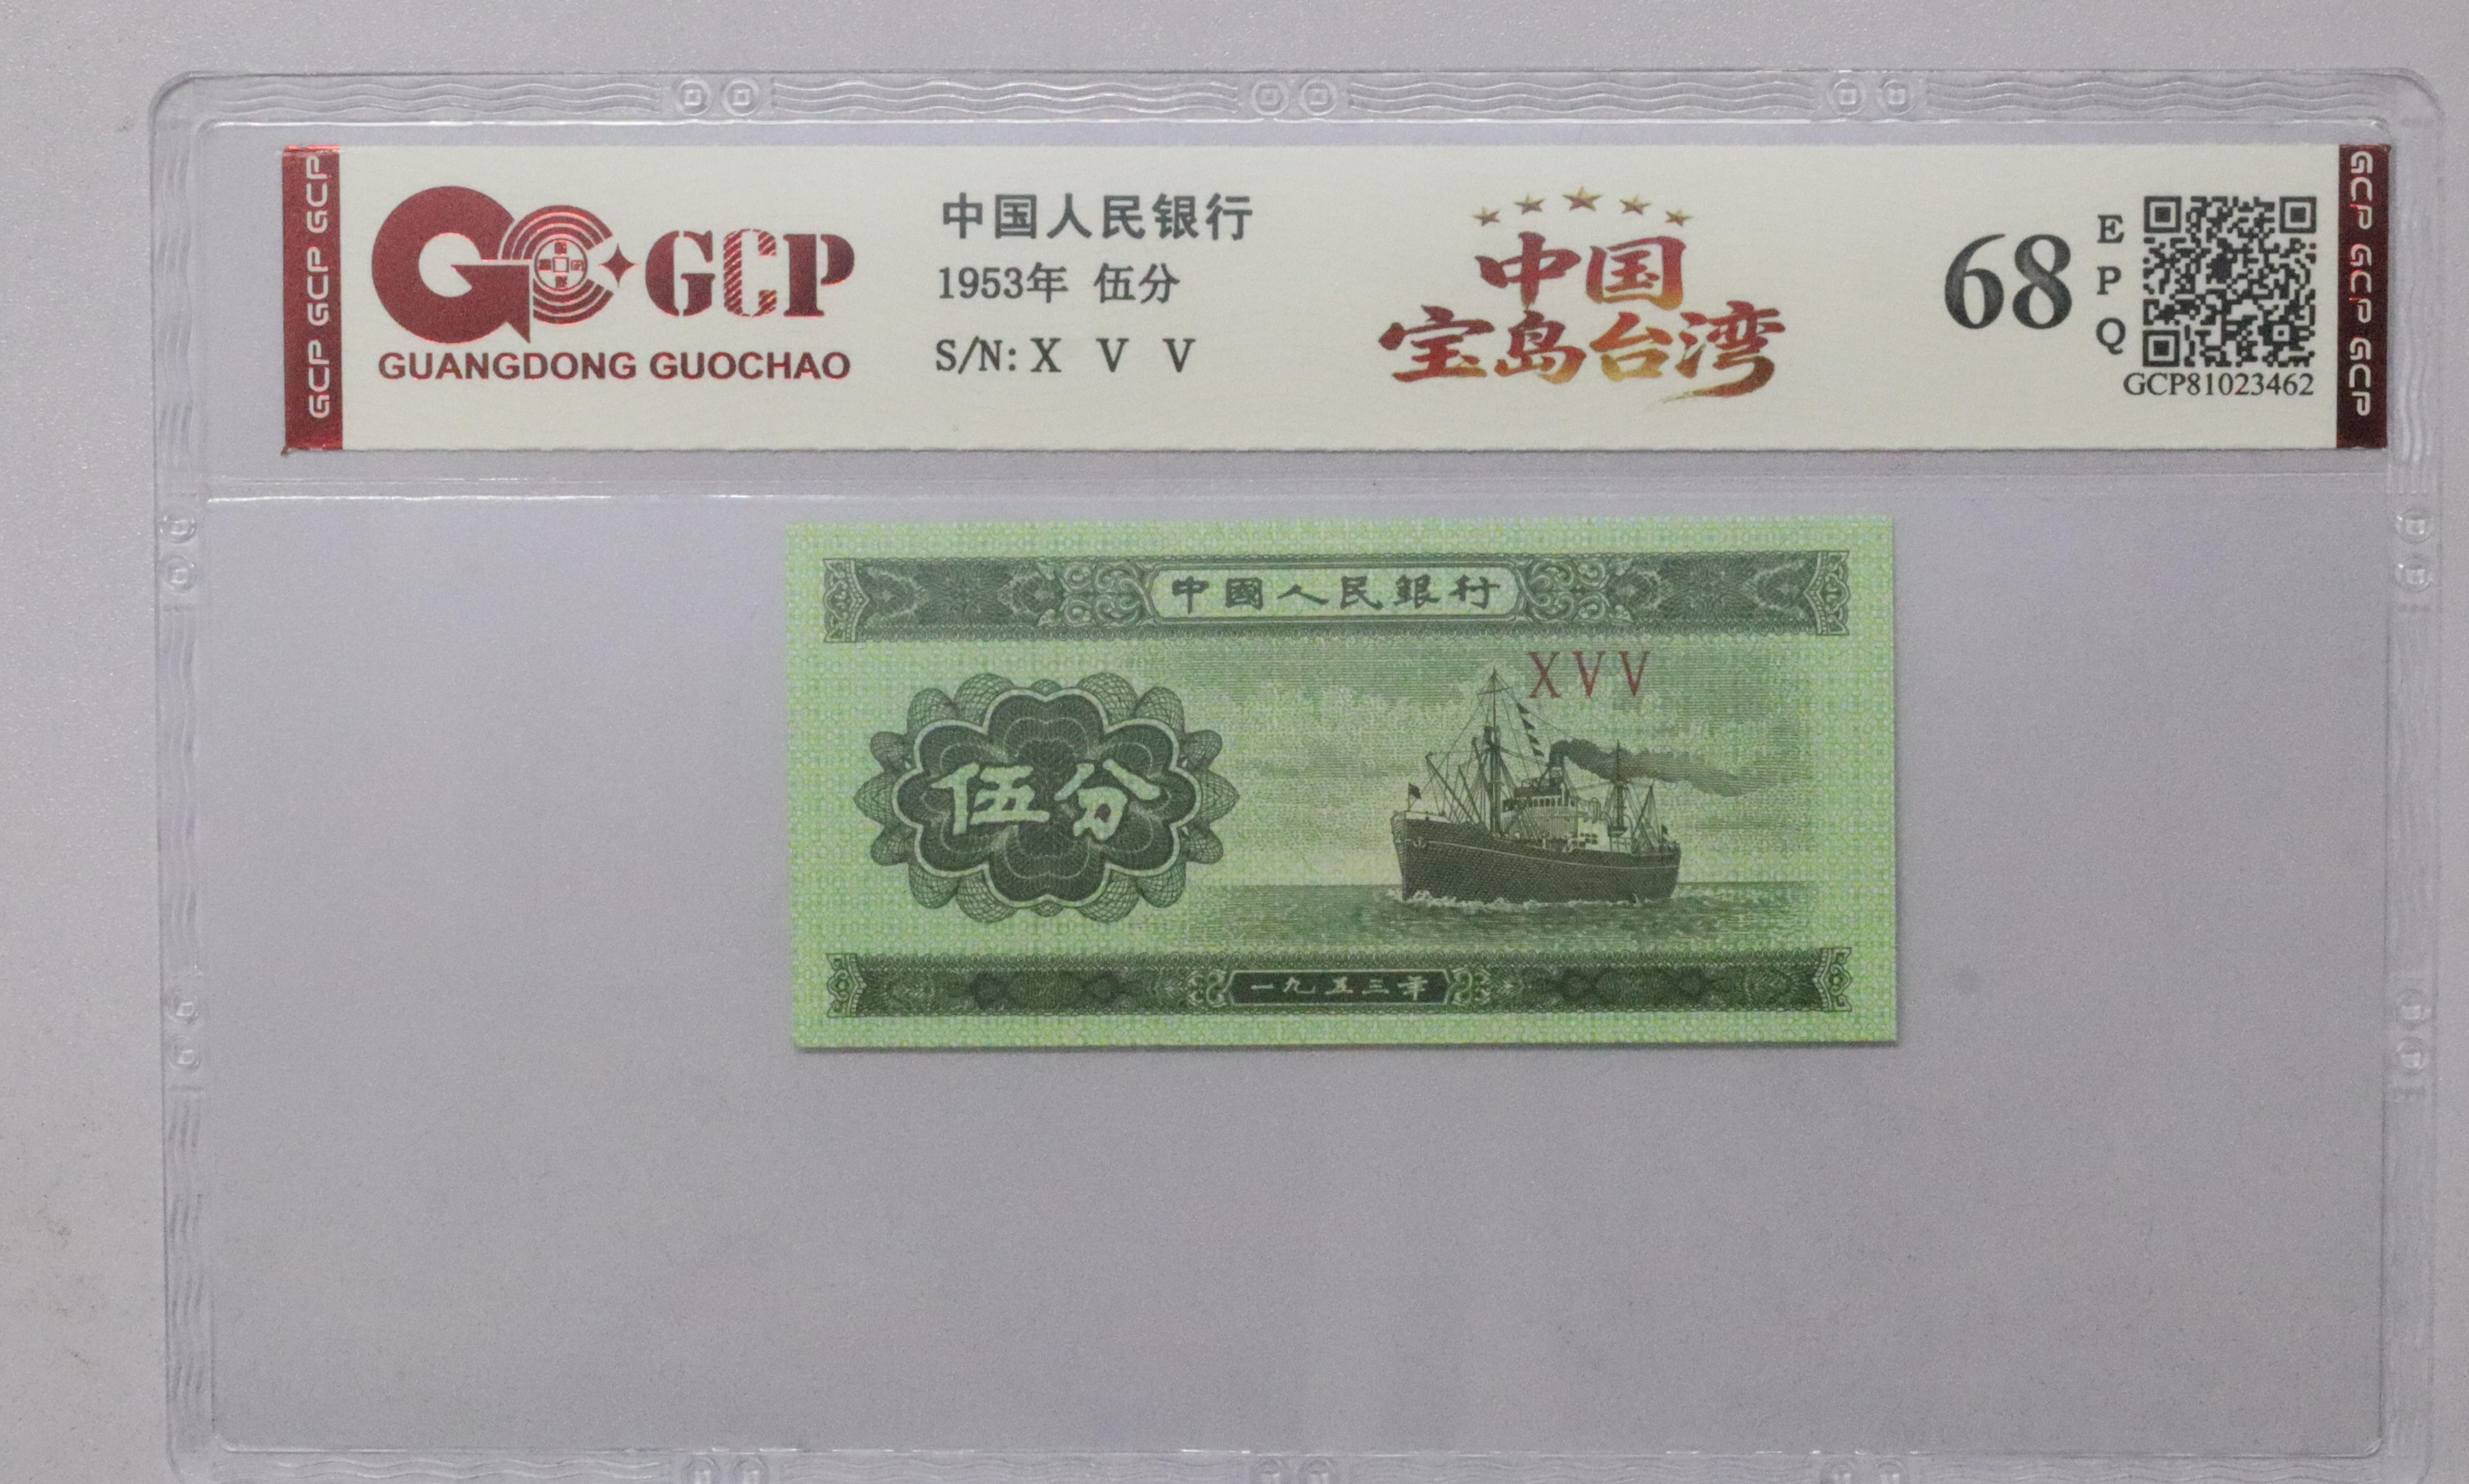 GCP GCP GCP
GCP
GUANGDONG GUOCHAO
中国人民银行
1953年 伍分
S/N: X V V
中国
宝岛台湾
68
E
P
Q
GCP81023462
GCP GCP GCP
中國人民銀行
XVV
伍分
一九五三年